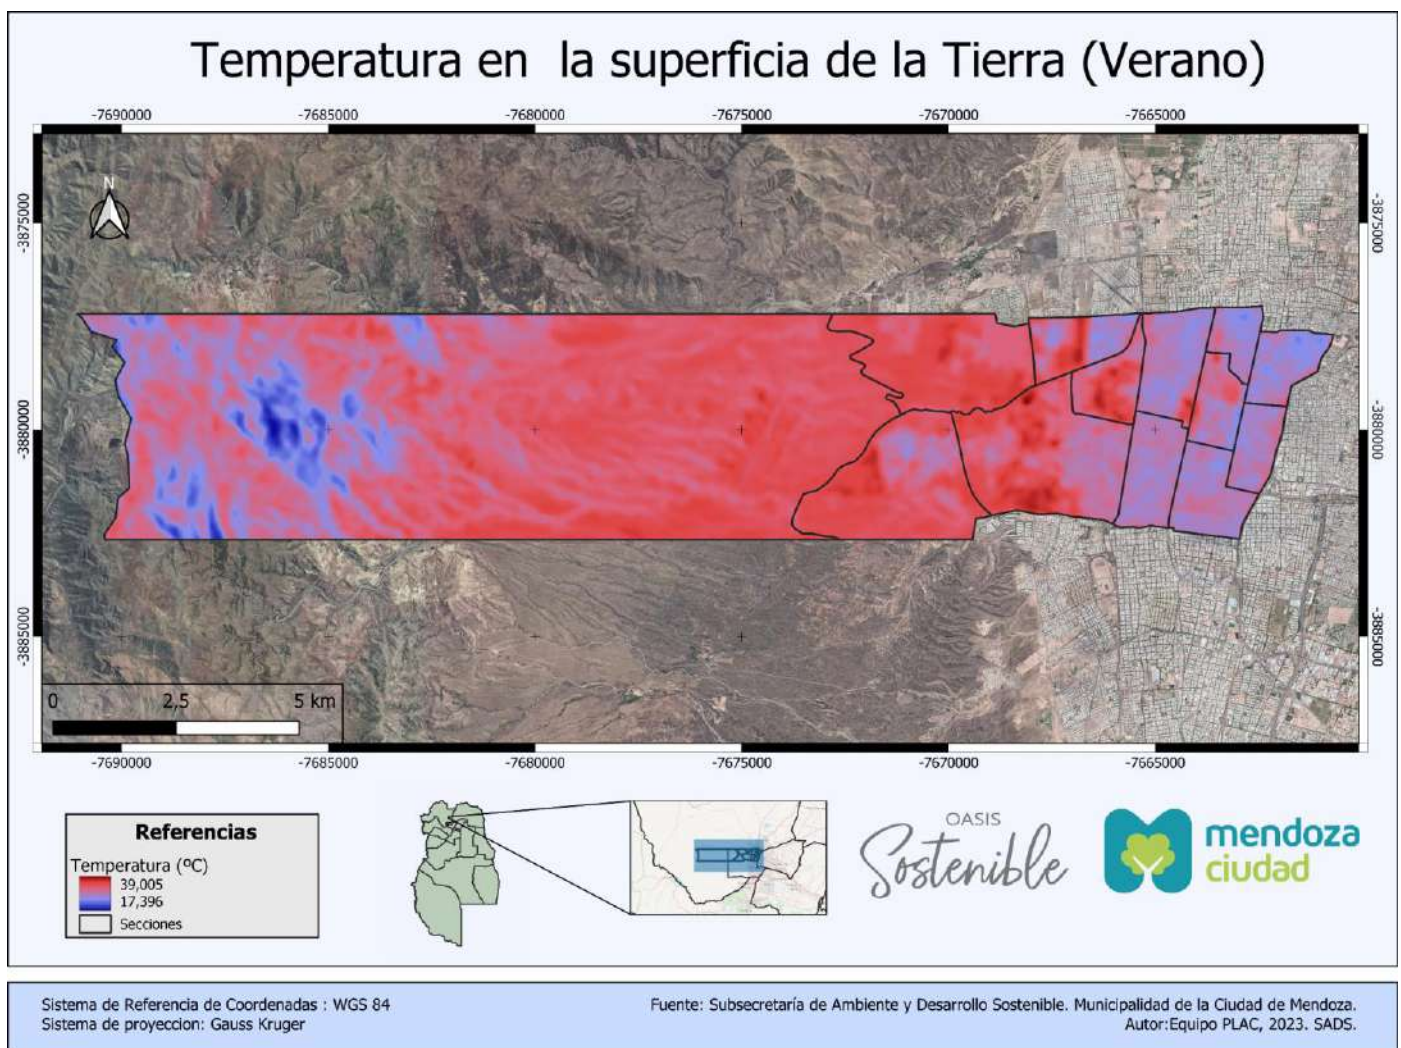 Temperatura en la superficia de la Tierra (Verano)
-7690000 -7685000 -7680000 -7675000 -7670000 -7665000
-3875000 -3875000
N
-3880000 -3880000
-3885000 -3885000
0 2,5 5 km
-7690000 -7685000 -7680000 -7675000 -7670000 -7665000
Referencias
Temperatura (ºC)
39,005
17,396
Secciones
OASIS
Sostenible
mendoza
ciudad
Sistema de Referencia de Coordenadas : WGS 84
Sistema de proyeccion: Gauss Kruger
Fuente: Subsecretaría de Ambiente y Desarrollo Sostenible. Municipalidad de la Ciudad de Mendoza.
Autor:Equipo PLAC, 2023. SADS.